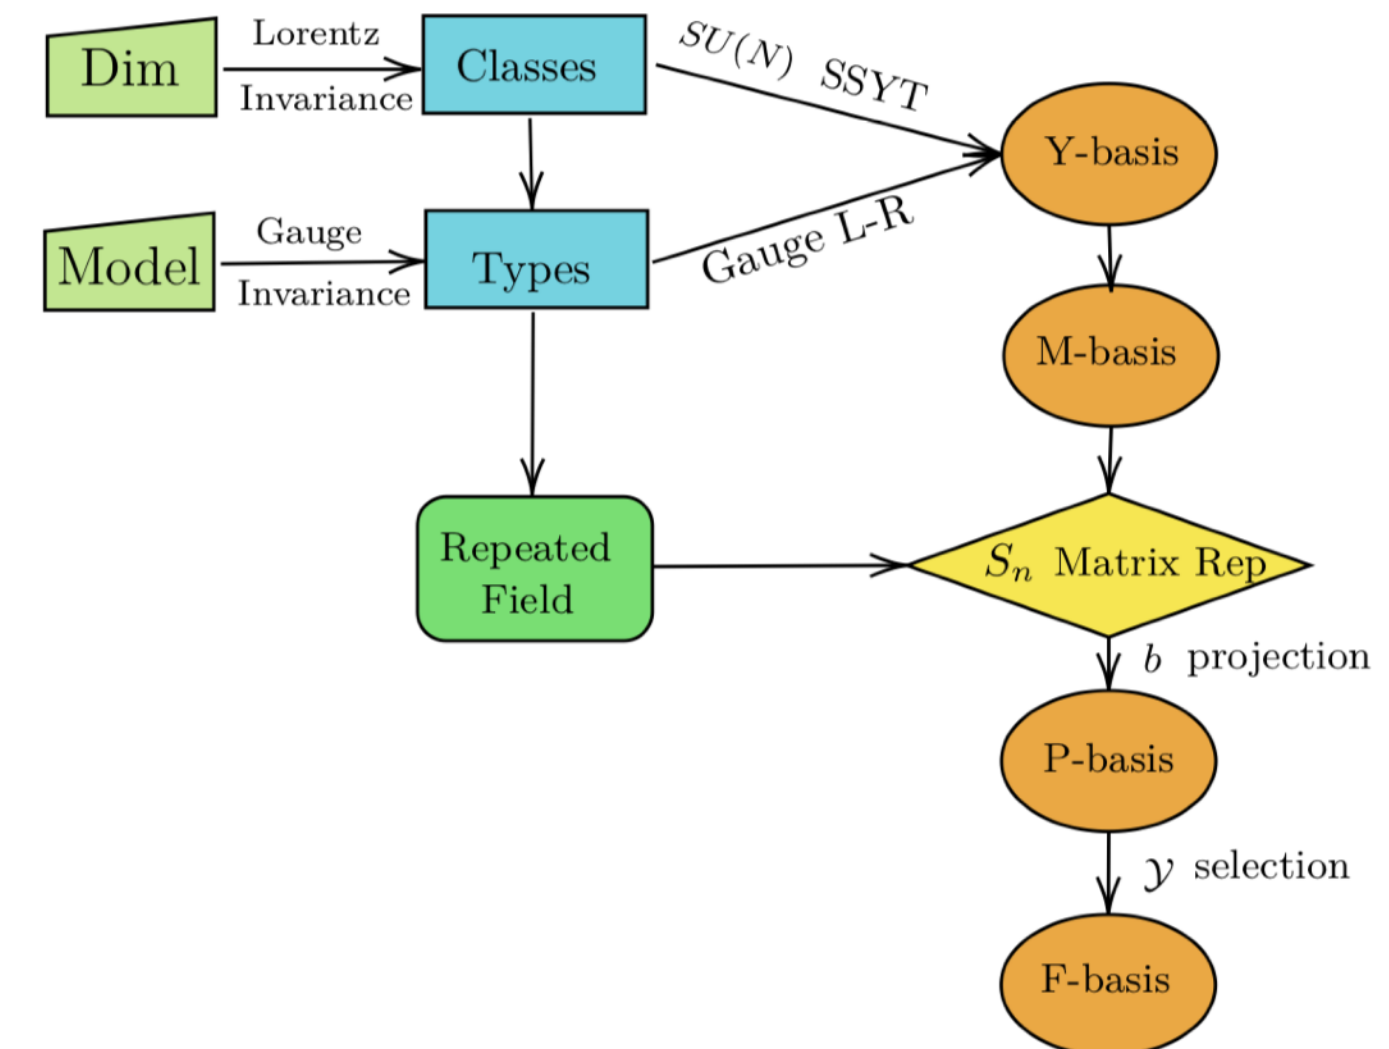 Dim
Lorentz
Invariance
Classes
SU(N) SSYT
Y-basis
Model
Gauge
Invariance
Types
Gauge L-R
M-basis
Repeated
Field
Sₙ Matrix Rep
b projection
P-basis
𝒴 selection
F-basis